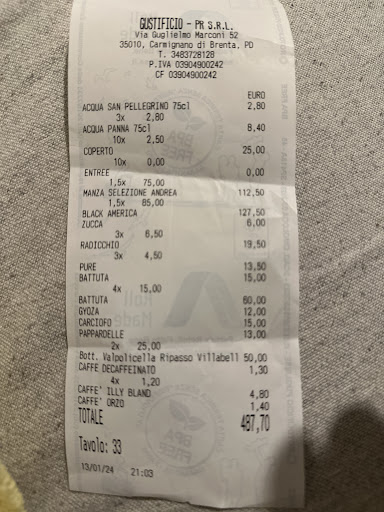 GUSTIFICIO - PR S.R.L.
Via Guglielmo Marconi 52
35010, Carmignano di Brenta, PD
T. 3483728128
P.IVA 03904900242
CF 03904900242
EURO
ACQUA SAN PELLEGRINO 75cl 2,80
3x 2,80
ACQUA PANNA 75cl 8,40
10x 2,50
COPERTO 25,00
10x 0,00
ENTREE 0,00
1,5x 75,00
MANZA SELEZIONE ANDREA 112,50
1,5x 85,00
BLACK AMERICA 127,50
ZUCCA 6,00
3x 6,50
RADICCHIO 19,50
3x 4,50
PURE 13,50
BATTUTA 15,00
4x 15,00
BATTUTA 60,00
GYOZA 12,00
CARCIOFO 15,00
PAPPARDELLE 13,00
2x 25,00
Bott. Valpolicella Ripasso Villabell 50,00
CAFFE DECAFFEINATO 1,30
4x 1,20
CAFFE' ILLY BLAND 4,80
CAFFE' ORZO 1,40
TOTALE 487,70
Tavolo: 33
13/01/24 21:03